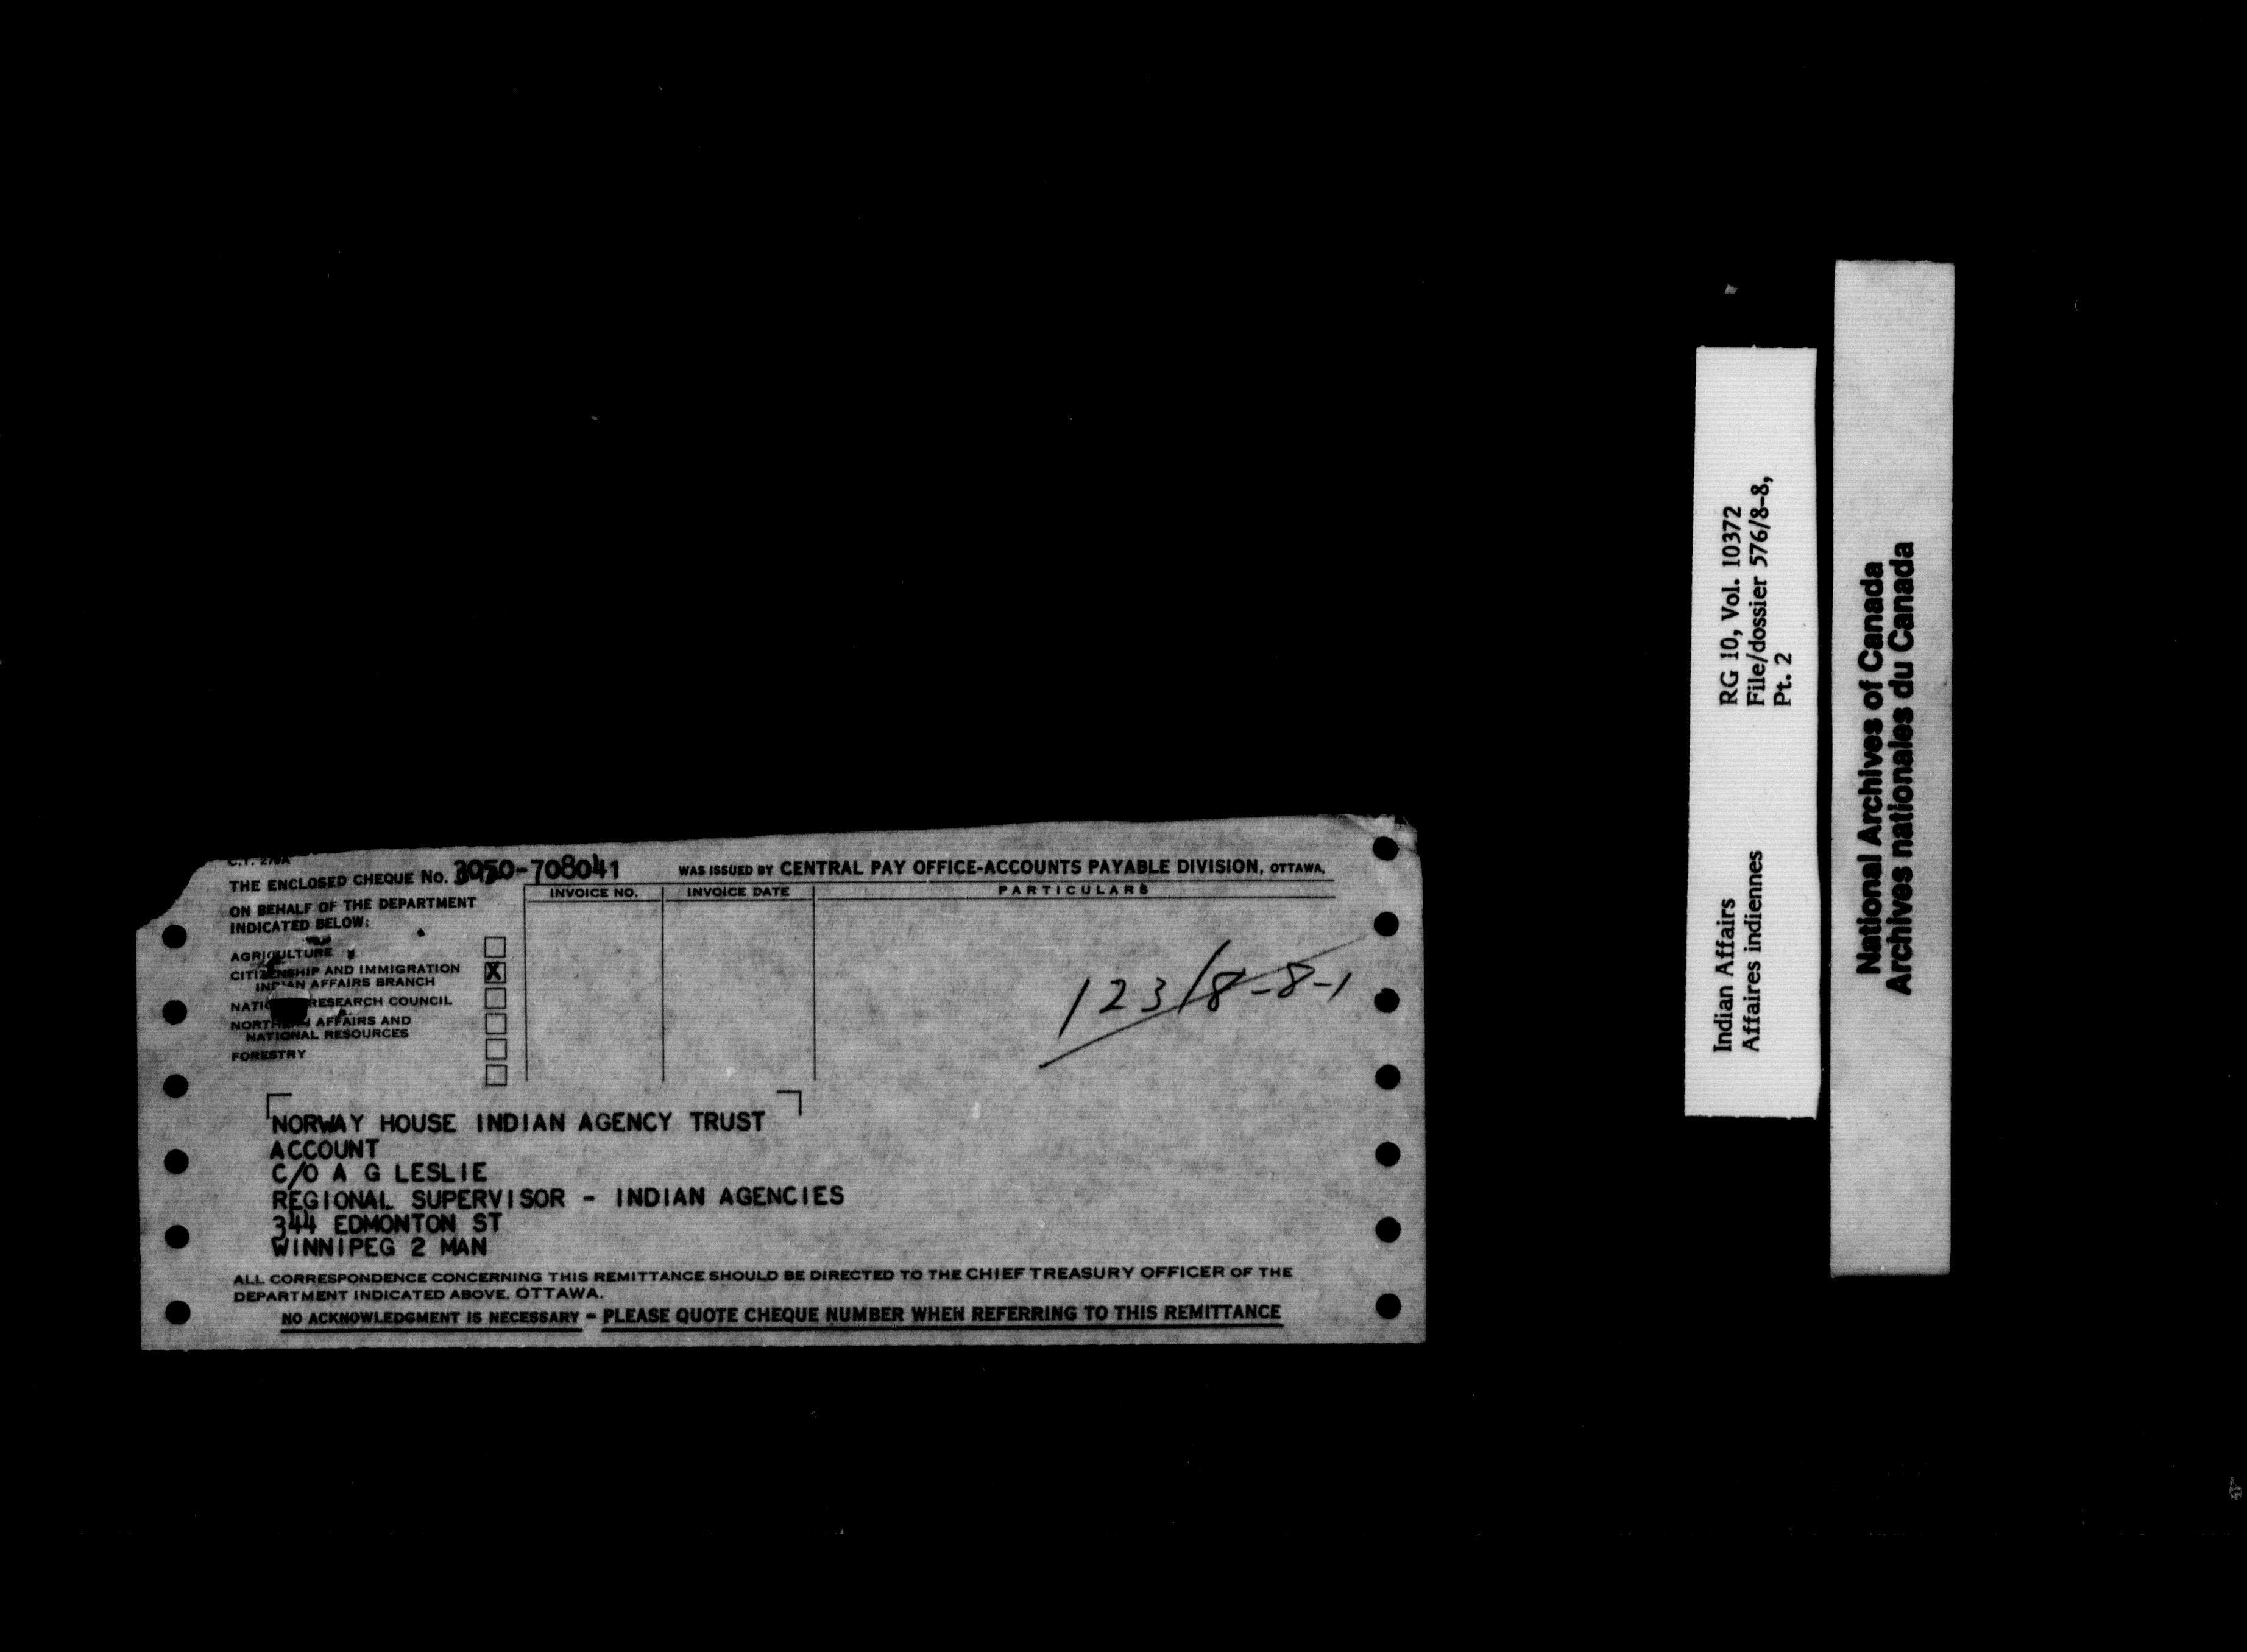 THE ENCLOSED CHEQUE No. 3050-708041 WAS ISSUED BY CENTRAL PAY OFFICE-ACCOUNTS PAYABLE DIVISION, OTTAWA,
ON BEHALF OF THE DEPARTMENT
INDICATED BELOW:
INVOICE NO. INVOICE DATE PARTICULARS
AGRICULTURE
CITIZENSHIP AND IMMIGRATION X
INDIAN AFFAIRS BRANCH
RESEARCH COUNCIL
NORTHERN AFFAIRS AND
NATIONAL RESOURCES
FORESTRY
123/8-8-1
NORWAY HOUSE INDIAN AGENCY TRUST
ACCOUNT
C/O A G LESLIE
REGIONAL SUPERVISOR - INDIAN AGENCIES
344 EDMONTON ST
WINNIPEG 2 MAN
ALL CORRESPONDENCE CONCERNING THIS REMITTANCE SHOULD BE DIRECTED TO THE CHIEF TREASURY OFFICER OF THE
DEPARTMENT INDICATED ABOVE, OTTAWA.
NO ACKNOWLEDGMENT IS NECESSARY - PLEASE QUOTE CHEQUE NUMBER WHEN REFERRING TO THIS REMITTANCE
Indian Affairs RG 10, Vol. 10372
Affaires indiennes File/dossier 576/8-8,
Pt. 2
National Archives of Canada
Archives nationales du Canada